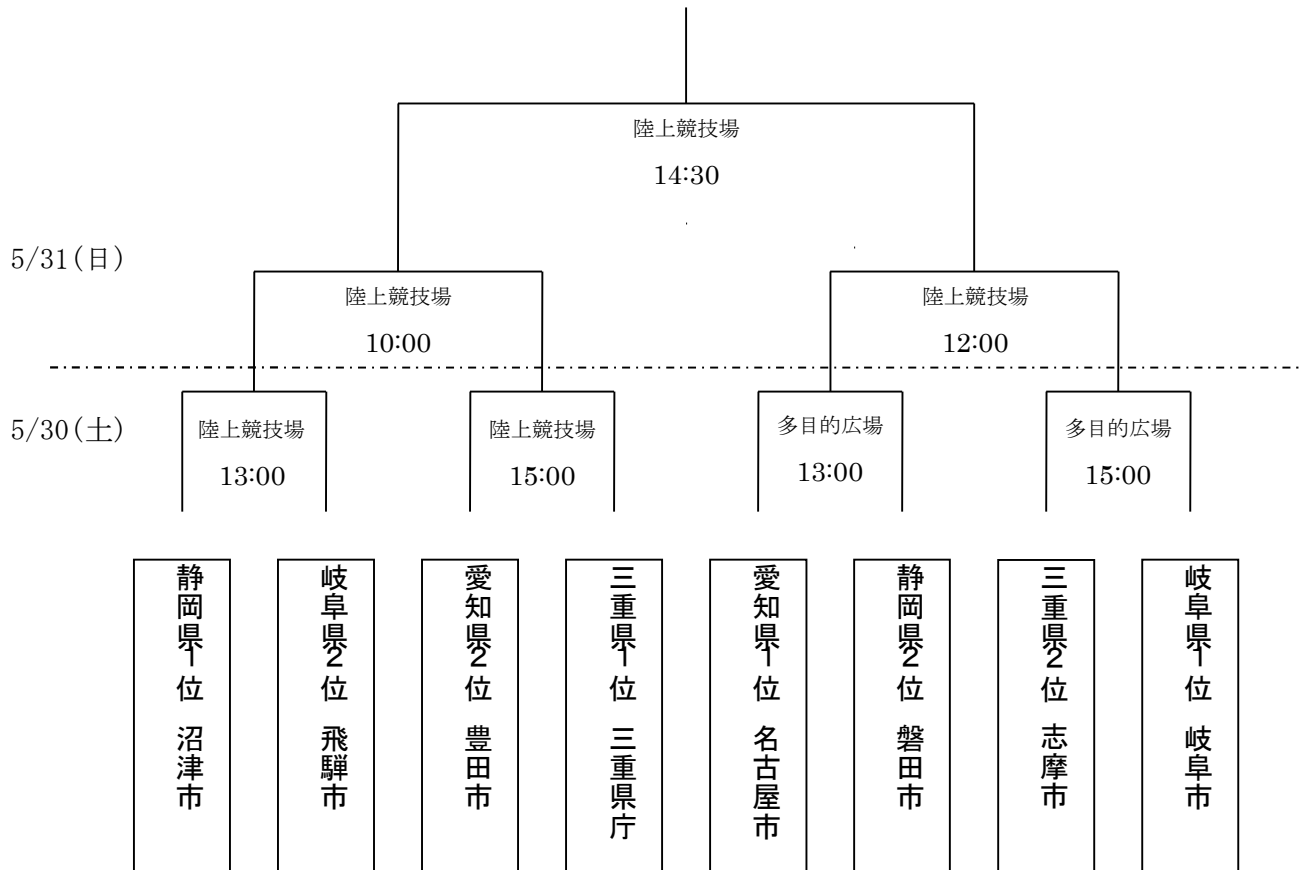 陸上競技場
14:30
5/31(日)
陸上競技場
陸上競技場
10:00
12:00
5/30(土)
陸上競技場
陸上競技場
多目的広場
多目的広場
13:00
15:00
13:00
15:00
静岡県1位 沼津市
岐阜県2位 飛騨市
愛知県2位 豊田市
三重県1位 三重県庁
愛知県1位 名古屋市
静岡県2位 磐田市
三重県2位 志摩市
岐阜県1位 岐阜市